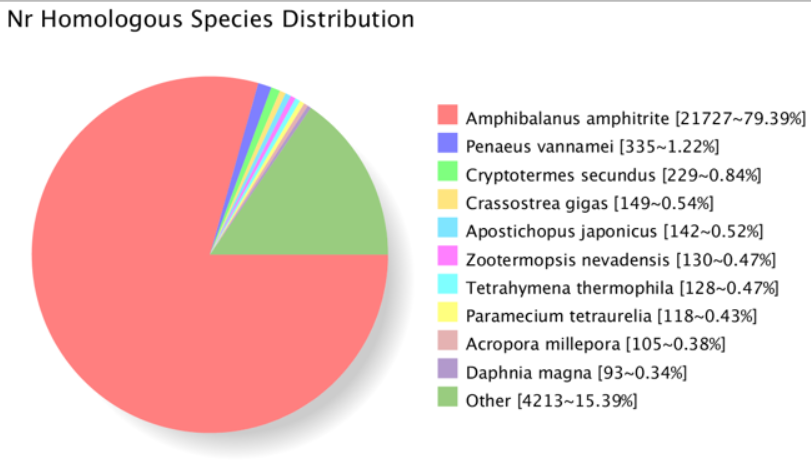 Nr Homologous Species Distribution
Amphibalanus amphitrite [21727~79.39%]
Penaeus vannamei [335~1.22%]
Cryptotermes secundus [229~0.84%]
Crassostrea gigas [149~0.54%]
Apostichopus japonicus [142~0.52%]
Zootermopsis nevadensis [130~0.47%]
Tetrahymena thermophila [128~0.47%]
Paramecium tetraurelia [118~0.43%]
Acropora millepora [105~0.38%]
Daphnia magna [93~0.34%]
Other [4213~15.39%]